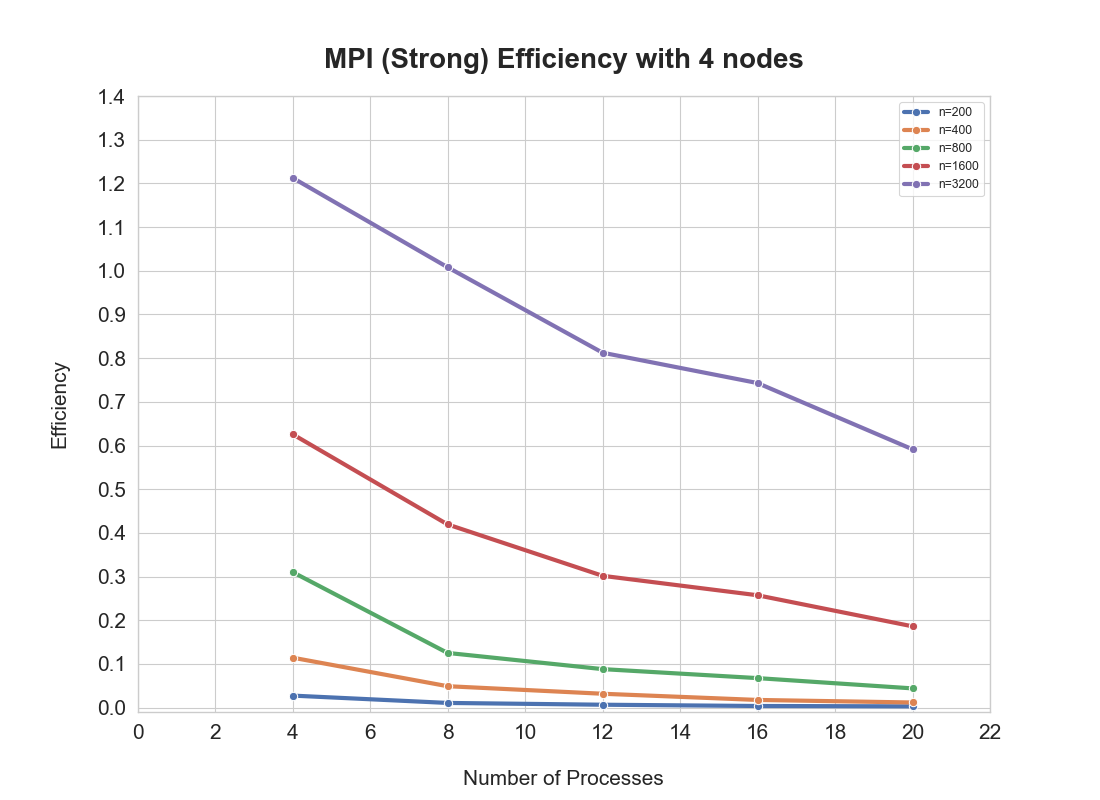 MPI (Strong) Efficiency with 4 nodes
1.4
1.3
1.2
1.1
1.0
0.9
0.8
0.7
0.6
0.5
0.4
0.3
0.2
0.1
0.0
Efficiency
n=200
n=400
n=800
n=1600
n=3200
0 2 4 6 8 10 12 14 16 18 20 22
Number of Processes